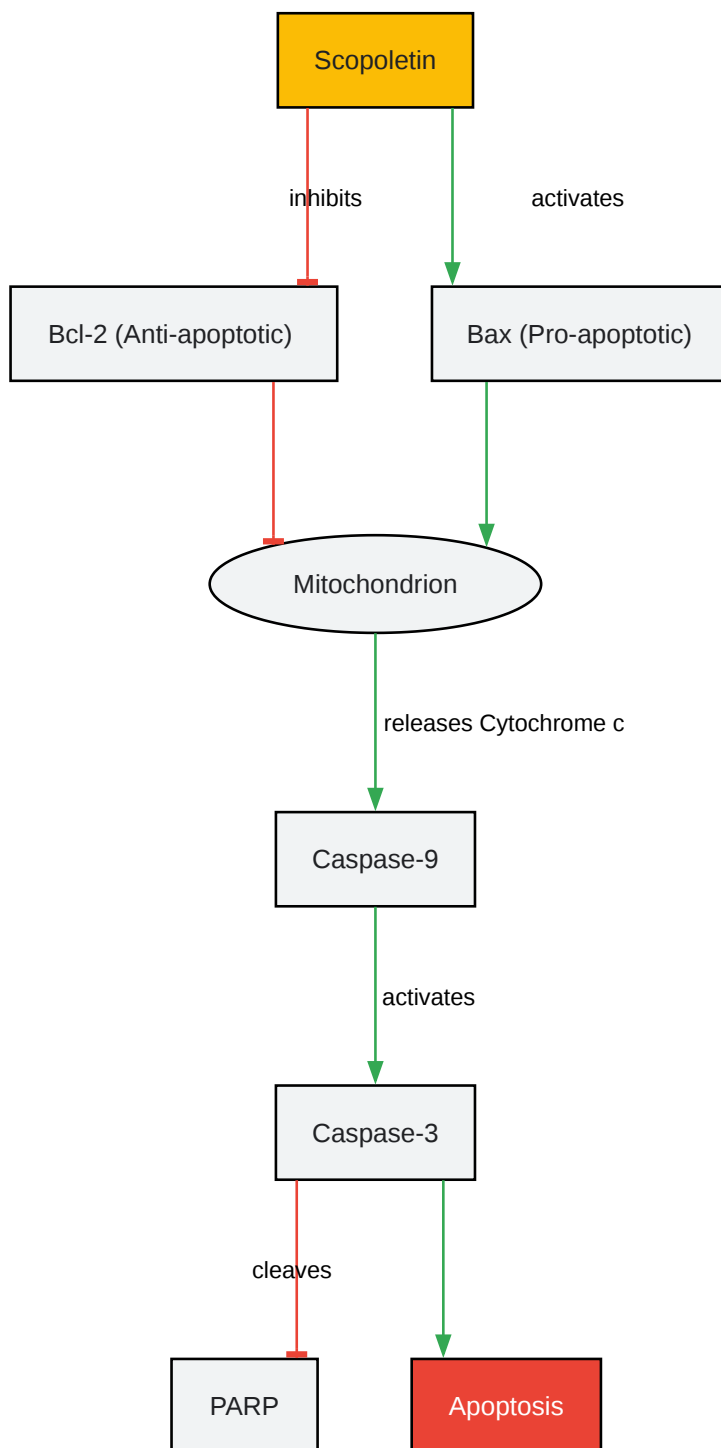 Scopoletin
inhibits
activates
Bcl-2 (Anti-apoptotic)
Bax (Pro-apoptotic)
Mitochondrion
releases Cytochrome c
Caspase-9
activates
Caspase-3
cleaves
PARP
Apoptosis